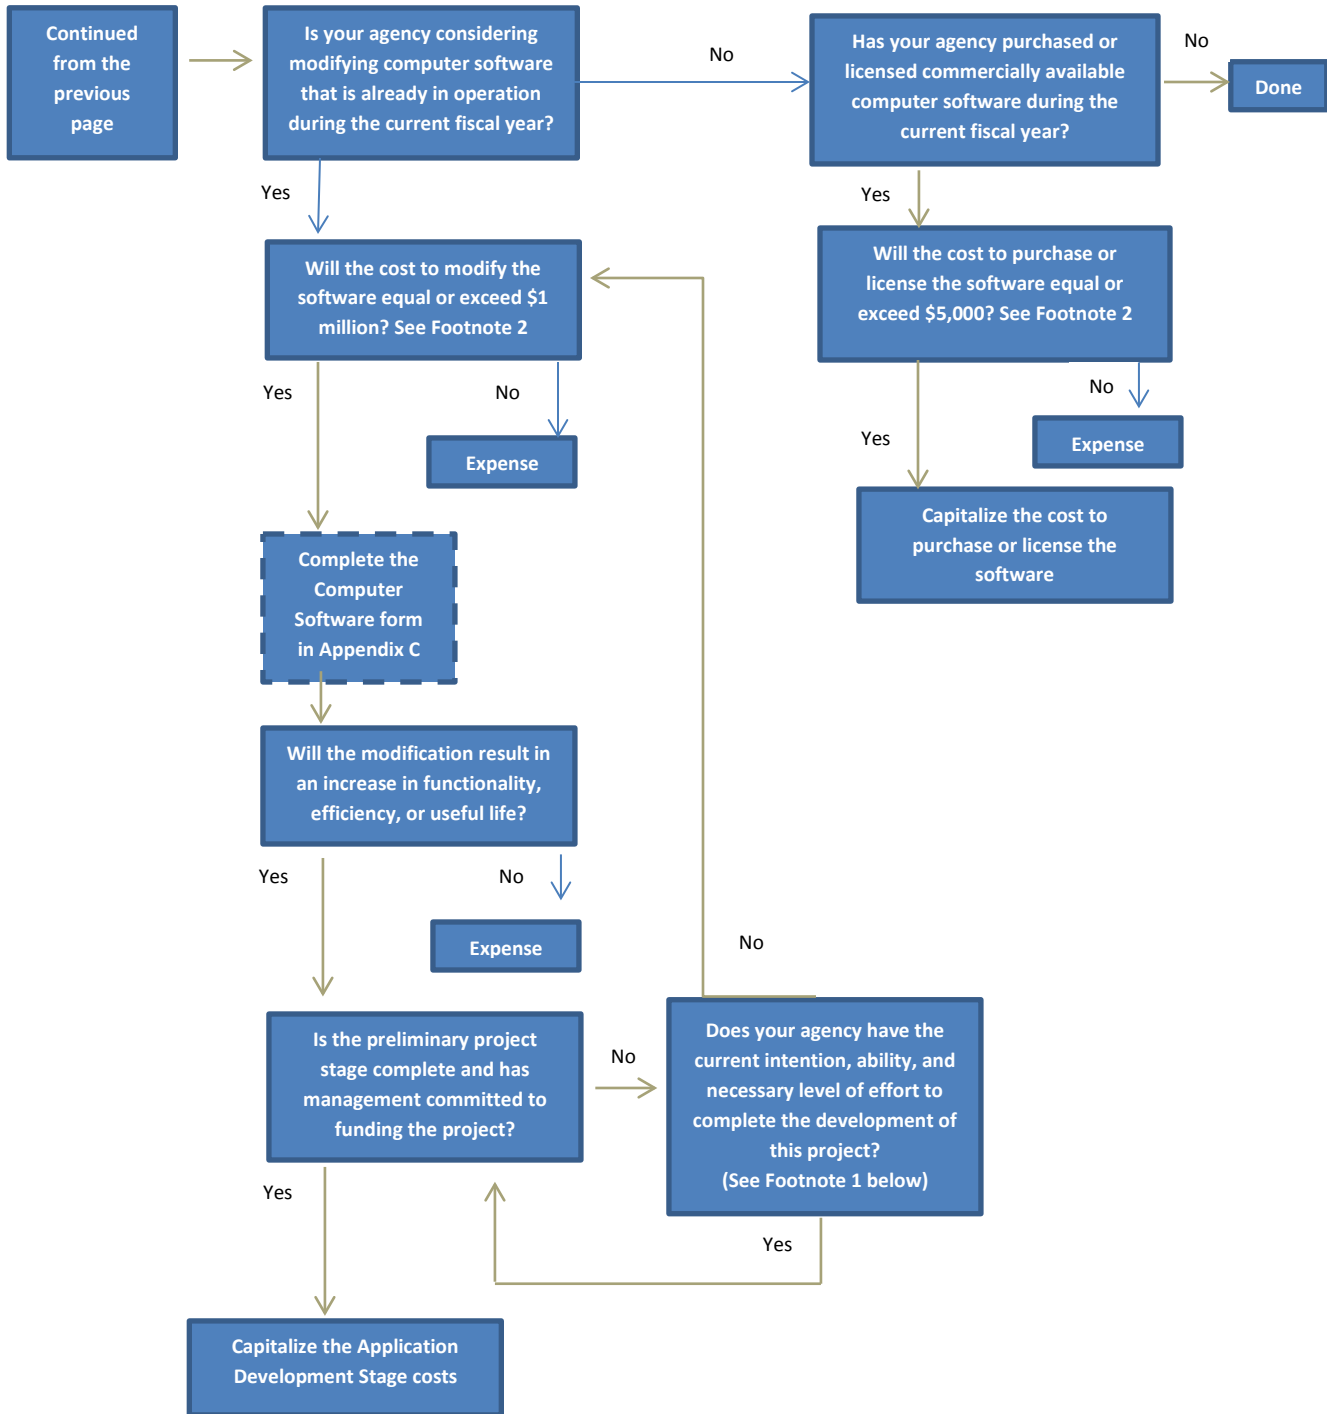 Continued
from the
previous
page
Is your agency considering
modifying computer software
that is already in operation
during the current fiscal year?
No
Has your agency purchased or
licensed commercially available
computer software during the
current fiscal year?
No
Done
Yes
Yes
Will the cost to modify the
software equal or exceed $1
million? See Footnote 2
Will the cost to purchase or
license the software equal or
exceed $5,000? See Footnote 2
Yes
No
Expense
Yes
No
Expense
Capitalize the cost to
purchase or license the
software
Complete the
Computer
Software form
in Appendix C
Will the modification result in
an increase in functionality,
efficiency, or useful life?
Yes
No
Expense
No
Is the preliminary project
stage complete and has
management committed to
funding the project?
No
Does your agency have the
current intention, ability, and
necessary level of effort to
complete the development of
this project?
(See Footnote 1 below)
Yes
Yes
Capitalize the Application
Development Stage costs